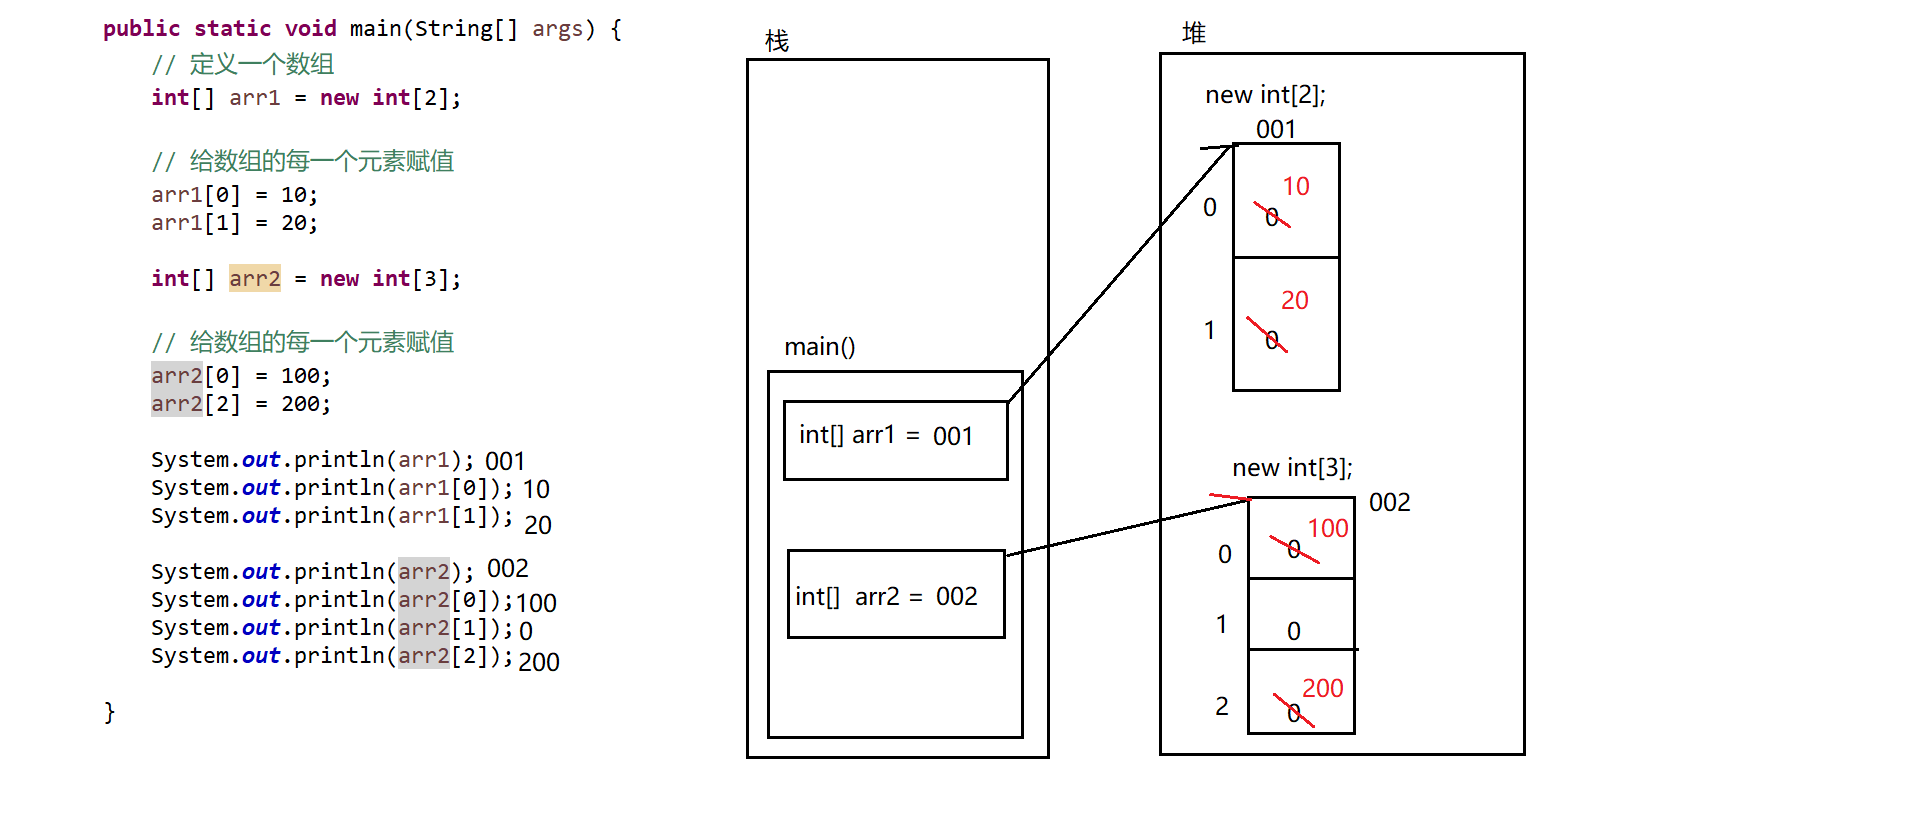 public static void main(String[] args) {
// 定义一个数组
int[] arr1 = new int[2];
// 给数组的每一个元素赋值
arr1[0] = 10;
arr1[1] = 20;
int[] arr2 = new int[3];
// 给数组的每一个元素赋值
arr2[0] = 100;
arr2[2] = 200;
System.out.println(arr1); 001
System.out.println(arr1[0]); 10
System.out.println(arr1[1]); 20
System.out.println(arr2); 002
System.out.println(arr2[0]); 100
System.out.println(arr2[1]); 0
System.out.println(arr2[2]); 200
}
栈
main()
int[] arr1 = 001
int[] arr2 = 002
堆
new int[2];
001
10
0 0
20
1 0
new int[3];
002
100
0 0
1 0
200
2 0